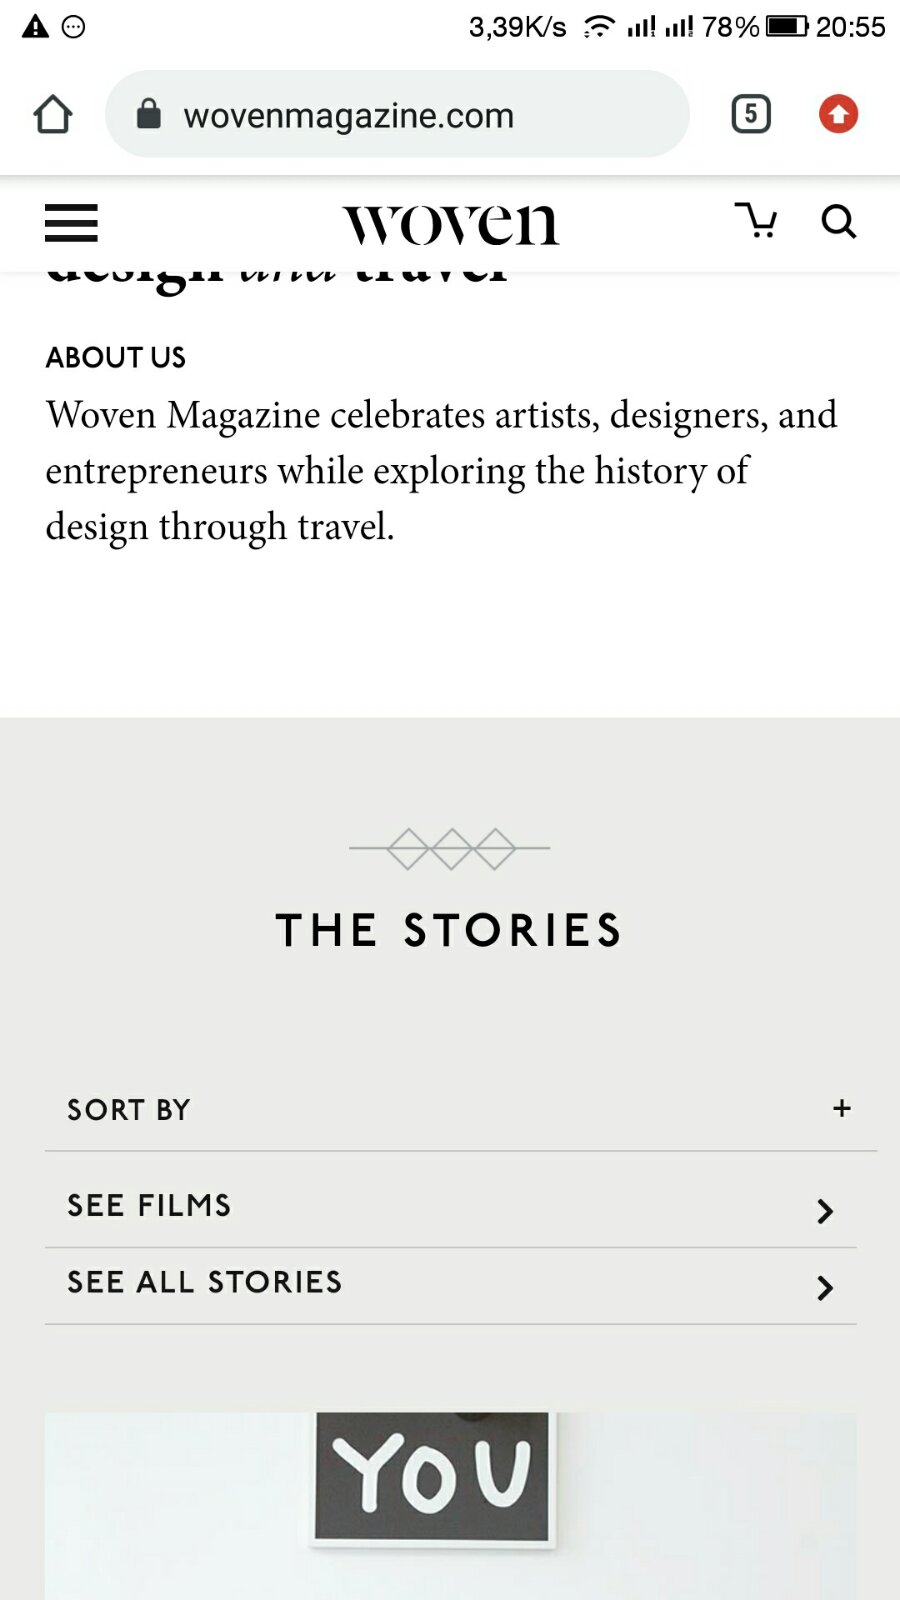 3,39K/s 78% 20:55
wovenmagazine.com 5
woven
design and travel
ABOUT US
Woven Magazine celebrates artists, designers, and
entrepreneurs while exploring the history of
design through travel.
THE STORIES
SORT BY +
SEE FILMS
SEE ALL STORIES
YOU